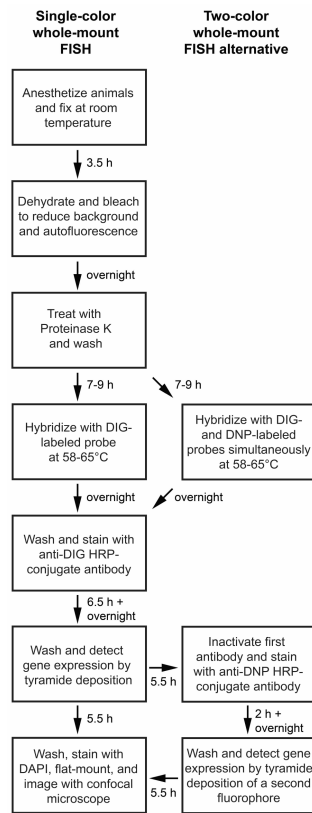 Single-color
whole-mount
FISH
Two-color
whole-mount
FISH alternative
Anesthetize animals
and fix at room
temperature
3.5 h
Dehydrate and bleach
to reduce background
and autofluorescence
overnight
Treat with
Proteinase K
and wash
7-9 h
7-9 h
Hybridize with DIG-
labeled probe
at 58-65°C
Hybridize with DIG-
and DNP-labeled
probes simultaneously
at 58-65°C
overnight
overnight
Wash and stain with
anti-DIG HRP-
conjugate antibody
6.5 h +
overnight
Wash and detect
gene expression by
tyramide deposition
5.5 h
Inactivate first
antibody and stain
with anti-DNP HRP-
conjugate antibody
5.5 h
2 h +
overnight
Wash, stain with
DAPI, flat-mount, and
image with confocal
microscope
5.5 h
Wash and detect gene
expression by tyramide
deposition of a second
fluorophore